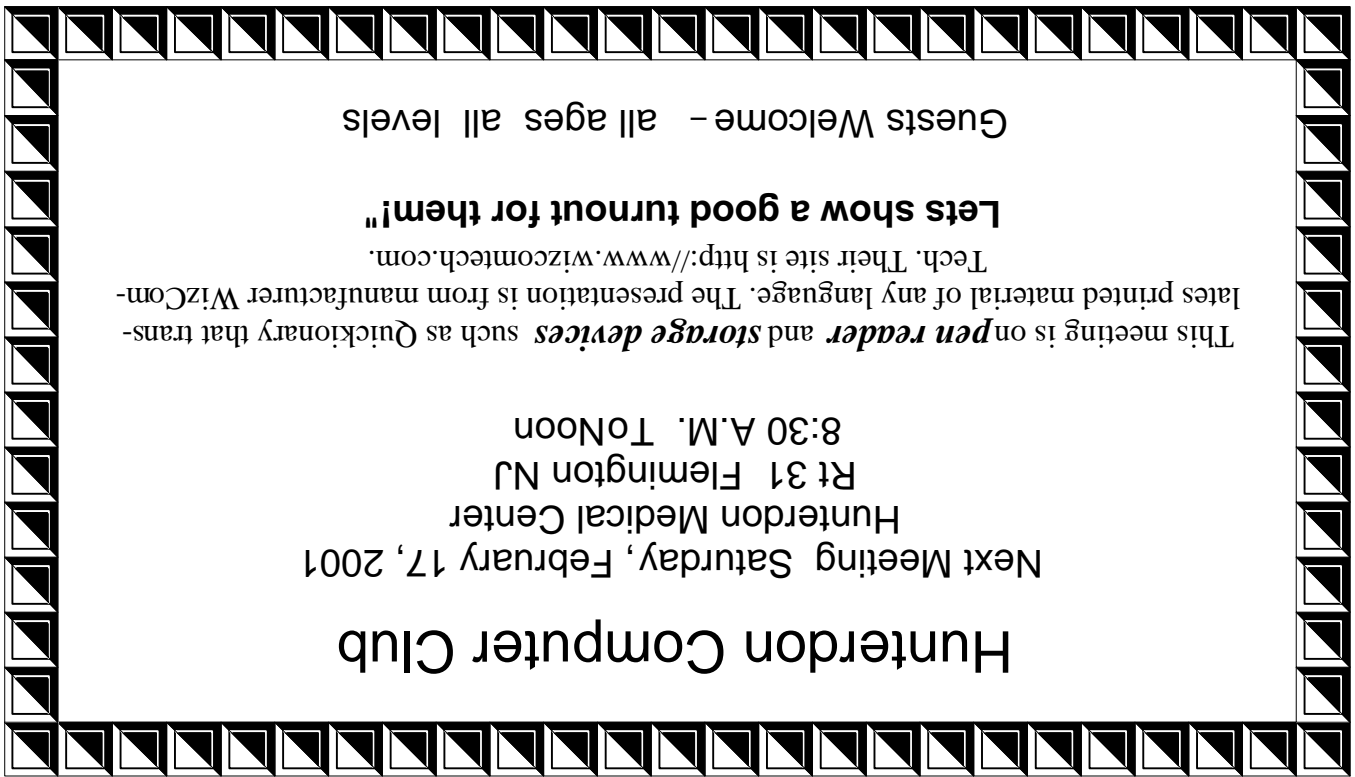 Hunterdon Computer Club
Next Meeting Saturday, February 17, 2001
Hunterdon Medical Center
Rt 31 Flemington NJ
8:30 A.M. ToNoon
This meeting is on pen reader and storage devices such as Quickionary that trans-
lates printed material of any language. The presentation is from manufacturer WizCom-
Tech. Their site is http://www.wizcomtech.com.
Lets show a good turnout for them!"
Guests Welcome – all ages all levels